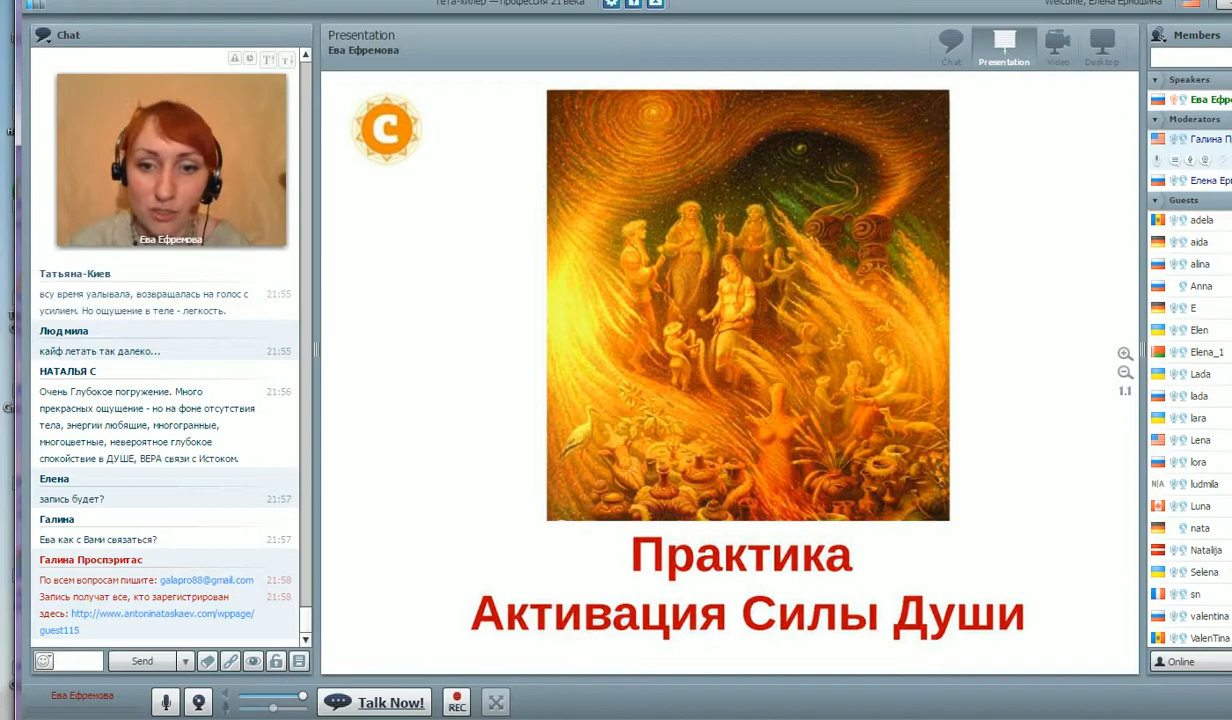 Тета-хилер — профессия 21 века
Welcome, Елена Ермошина
Chat
Ева Ефремова
Татьяна-Киев
всу время уалывала, возвращалась на голос с
21:55
усилием. Но ощушение в теле - легкость.
Людмила
кайф летать так далеко...
21:55
НАТАЛЬЯ С
Очень Глубокое погружение. Много
21:56
прекрасных ощущение - но на фоне отсутствия
тела, энергии любящие, многогранные,
многоцветные, невероятное глубокое
спокойствие в ДУШЕ, ВЕРА связи с Истоком.
Елена
запись будет?
21:57
Галина
Ева как с Вами связаться?
21:57
Галина Проспэритас
По всем вопросам пишите: galapro88@gmail.com
21:58
Запись получат все, кто зарегистрирован
21:58
здесь: http://www.antoninataskaev.com/wppage/
guest115
Send
Presentation
Ева Ефремова
Chat
Presentation
Video
Desktop
С
Практика
Активация Силы Души
1.1
Members
Speakers
Ева Ефр
Moderators
Галина П
Елена Ерм
Guests
adela
aida
alina
Anna
E
Elen
Elena_1
Lada
lada
lara
Lena
lora
N/A ludmila
Luna
nata
Natalija
Selena
sn
valentina
ValenTina
Online
Ева Ефремова
Talk Now!
REC